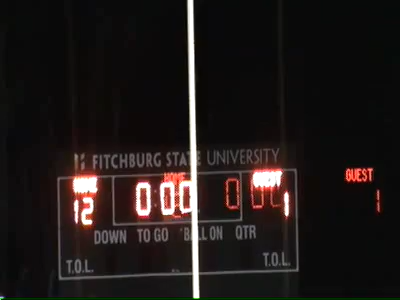 FITCHBURG STATE UNIVERSITY
HOME HOME GUEST GUEST
12 0:00 1 1
DOWN TO GO BALL ON QTR
T.O.L. T.O.L.